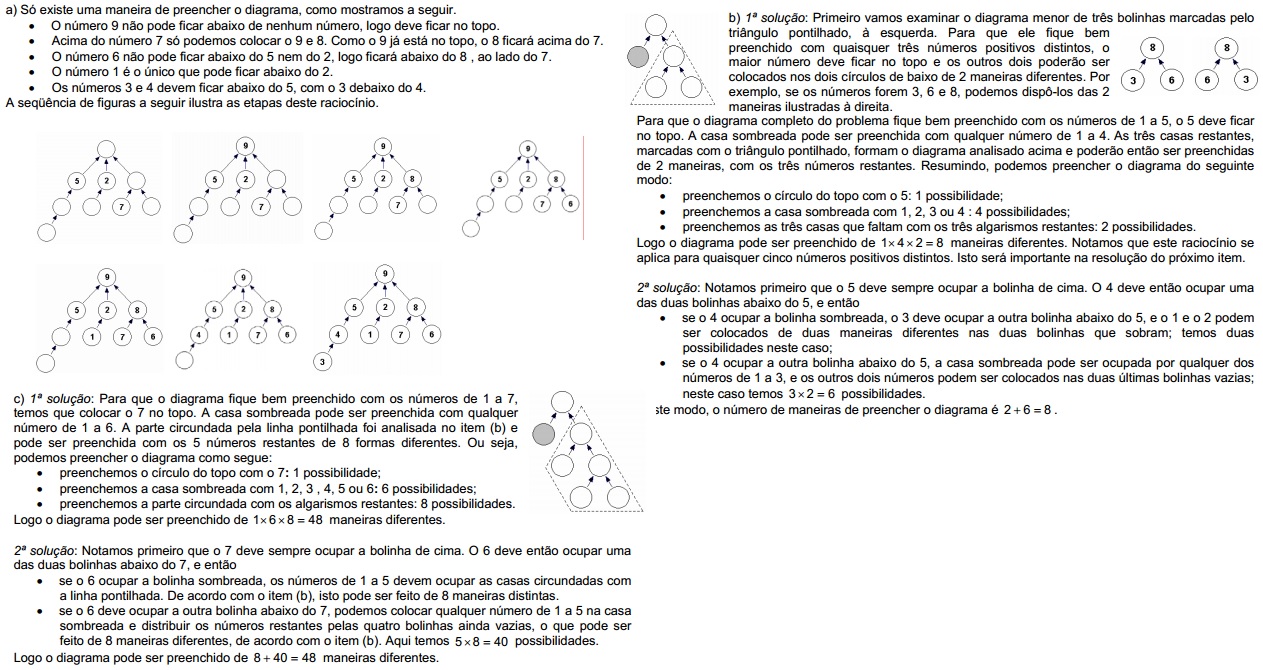 a) Só existe uma maneira de preencher o diagrama, como mostramos a seguir.
• O número 9 não pode ficar abaixo de nenhum número, logo deve ficar no topo.
• Acima do número 7 só podemos colocar o 9 e 8. Como o 9 já está no topo, o 8 ficará acima do 7.
• O número 6 não pode ficar abaixo do 5 nem do 2, logo ficará abaixo do 8 , ao lado do 7.
• O número 1 é o único que pode ficar abaixo do 2.
• Os números 3 e 4 devem ficar abaixo do 5, com o 3 debaixo do 4.
A seqüência de figuras a seguir ilustra as etapas deste raciocínio.
5 2
7
9
5 2
7
9
5 2 8
7
9
5 2 8
7 6
9
5 2 8
1 7 6
9
5 2 8
4 1 7 6
9
5 2 8
4 1 7 6
3
c) 1ª solução: Para que o diagrama fique bem preenchido com os números de 1 a 7,
temos que colocar o 7 no topo. A casa sombreada pode ser preenchida com qualquer
número de 1 a 6. A parte circundada pela linha pontilhada foi analisada no item (b) e
pode ser preenchida com os 5 números restantes de 8 formas diferentes. Ou seja,
podemos preencher o diagrama como segue:
• preenchemos o círculo do topo com o 7: 1 possibilidade;
• preenchemos a casa sombreada com 1, 2, 3 , 4, 5 ou 6: 6 possibilidades;
• preenchemos a parte circundada com os algarismos restantes: 8 possibilidades.
Logo o diagrama pode ser preenchido de 1×6×8 = 48 maneiras diferentes.
2ª solução: Notamos primeiro que o 7 deve sempre ocupar a bolinha de cima. O 6 deve então ocupar uma
das duas bolinhas abaixo do 7, e então
• se o 6 ocupar a bolinha sombreada, os números de 1 a 5 devem ocupar as casas circundadas com
a linha pontilhada. De acordo com o item (b), isto pode ser feito de 8 maneiras distintas.
• se o 6 deve ocupar a outra bolinha abaixo do 7, podemos colocar qualquer número de 1 a 5 na casa
sombreada e distribuir os números restantes pelas quatro bolinhas ainda vazias, o que pode ser
feito de 8 maneiras diferentes, de acordo com o item (b). Aqui temos 5×8 = 40 possibilidades.
Logo o diagrama pode ser preenchido de 8+40 = 48 maneiras diferentes.
b) 1ª solução: Primeiro vamos examinar o diagrama menor de três bolinhas marcadas pelo
triângulo pontilhado, à esquerda. Para que ele fique bem
preenchido com quaisquer três números positivos distintos, o
maior número deve ficar no topo e os outros dois poderão ser
colocados nos dois círculos de baixo de 2 maneiras diferentes. Por
exemplo, se os números forem 3, 6 e 8, podemos dispô-los das 2
maneiras ilustradas à direita.
8
3 6
8
6 3
Para que o diagrama completo do problema fique bem preenchido com os números de 1 a 5, o 5 deve ficar
no topo. A casa sombreada pode ser preenchida com qualquer número de 1 a 4. As três casas restantes,
marcadas com o triângulo pontilhado, formam o diagrama analisado acima e poderão então ser preenchidas
de 2 maneiras, com os três números restantes. Resumindo, podemos preencher o diagrama do seguinte
modo:
• preenchemos o círculo do topo com o 5: 1 possibilidade;
• preenchemos a casa sombreada com 1, 2, 3 ou 4 : 4 possibilidades;
• preenchemos as três casas que faltam com os três algarismos restantes: 2 possibilidades.
Logo o diagrama pode ser preenchido de 1×4×2 = 8 maneiras diferentes. Notamos que este raciocínio se
aplica para quaisquer cinco números positivos distintos. Isto será importante na resolução do próximo item.
2ª solução: Notamos primeiro que o 5 deve sempre ocupar a bolinha de cima. O 4 deve então ocupar uma
das duas bolinhas abaixo do 5, e então
• se o 4 ocupar a bolinha sombreada, o 3 deve ocupar a outra bolinha abaixo do 5, e o 1 e o 2 podem
ser colocados de duas maneiras diferentes nas duas bolinhas que sobram; temos duas
possibilidades neste caso;
• se o 4 ocupar a outra bolinha abaixo do 5, a casa sombreada pode ser ocupada por qualquer dos
números de 1 a 3, e os outros dois números podem ser colocados nas duas últimas bolinhas vazias;
neste caso temos 3×2 = 6 possibilidades.
ste modo, o número de maneiras de preencher o diagrama é 2+6 = 8 .